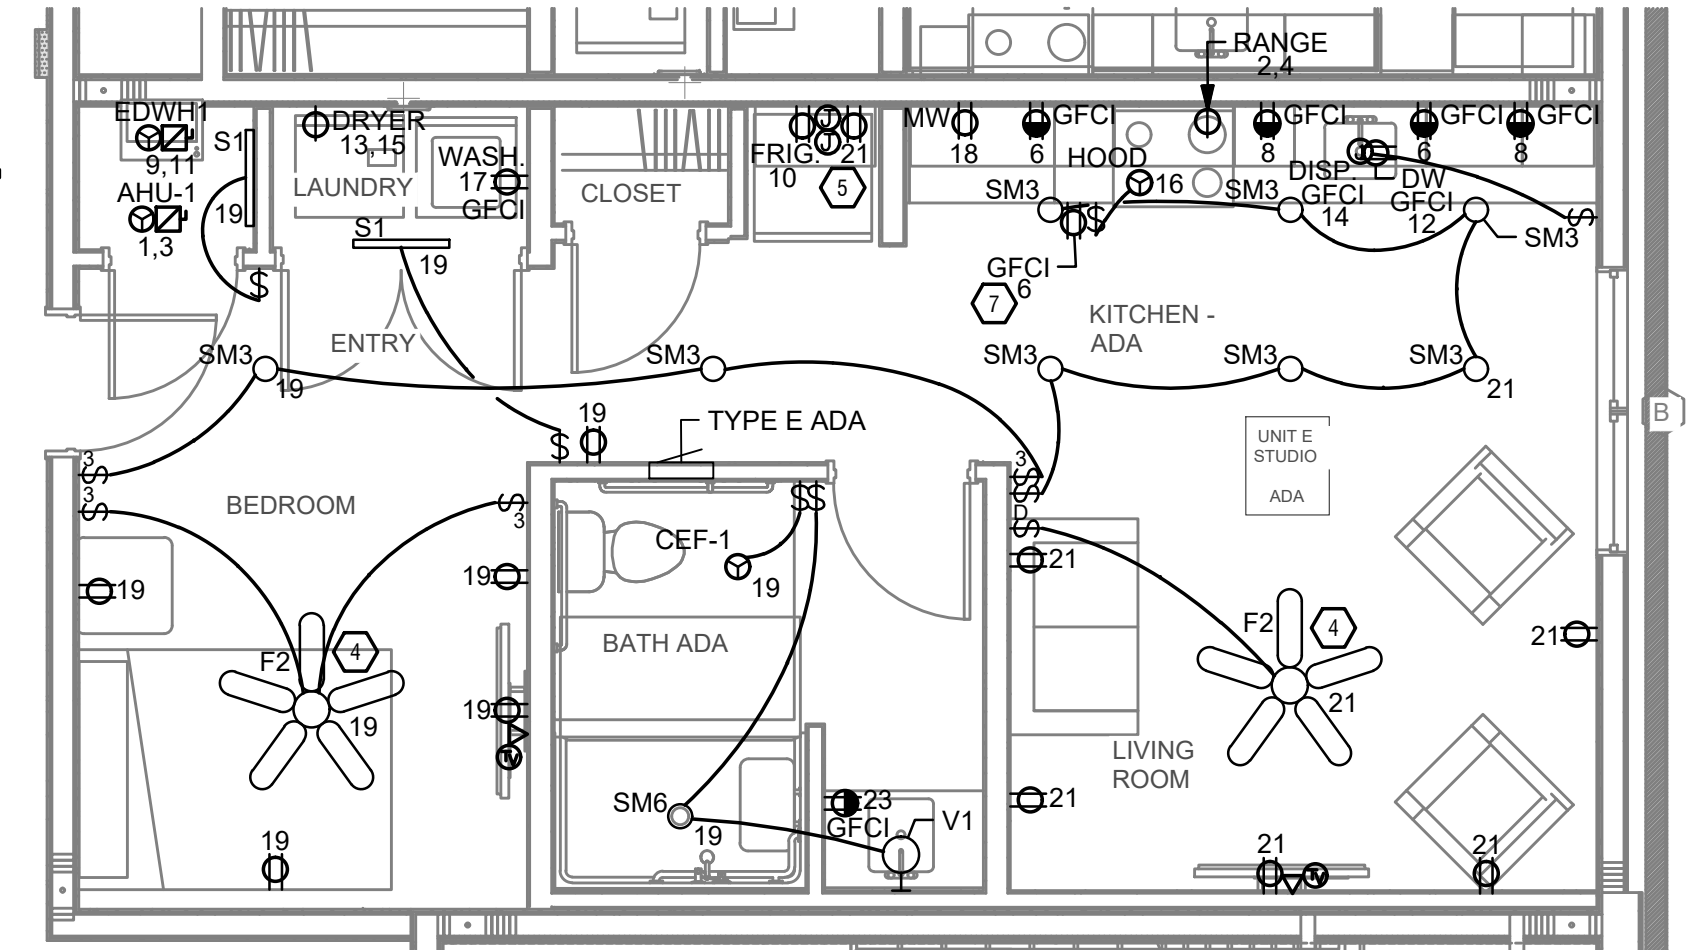 RANGE
2,4
EDWH1
9,11
S1
DRYER
13,15
WASH.
17
GFCI
LAUNDRY
CLOSET
FRIG.
10
J
J
21
5
MW
18
GFCI
6
HOOD
16
GFCI
8
GFCI
6
GFCI
8
DISP.
GFCI
14
DW
GFCI
12
$
AHU-1
1,3
19
S1
19
$
SM3
$
SM3
SM3
GFCI
6
7
KITCHEN -
ADA
ENTRY
SM3
19
SM3
SM3
SM3
SM3
21
19
$
TYPE E ADA
UNIT E
STUDIO
ADA
B
3
$
3
$
BEDROOM
$
3
3
$
$
D
$
$$
CEF-1
19
19
19
21
BATH ADA
F2
4
19
19
TV
F2
4
21
21
LIVING
ROOM
SM6
19
23
GFCI
V1
21
19
21
TV
21